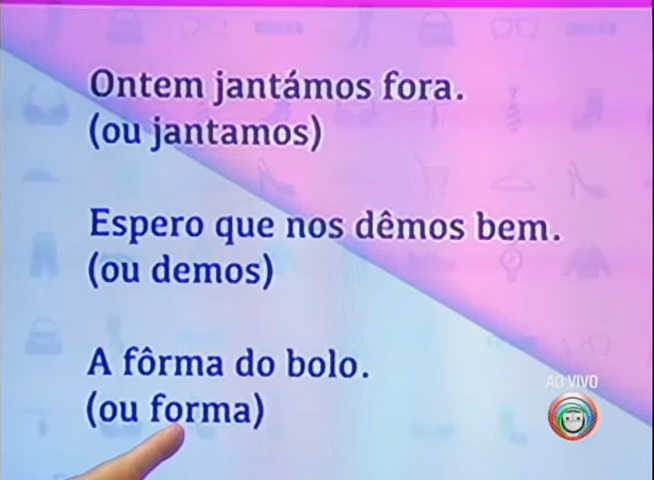 Ontem jantámos fora.
(ou jantamos)
Espero que nos dêmos bem.
(ou demos)
A fôrma do bolo.
(ou forma)
AO VIVO